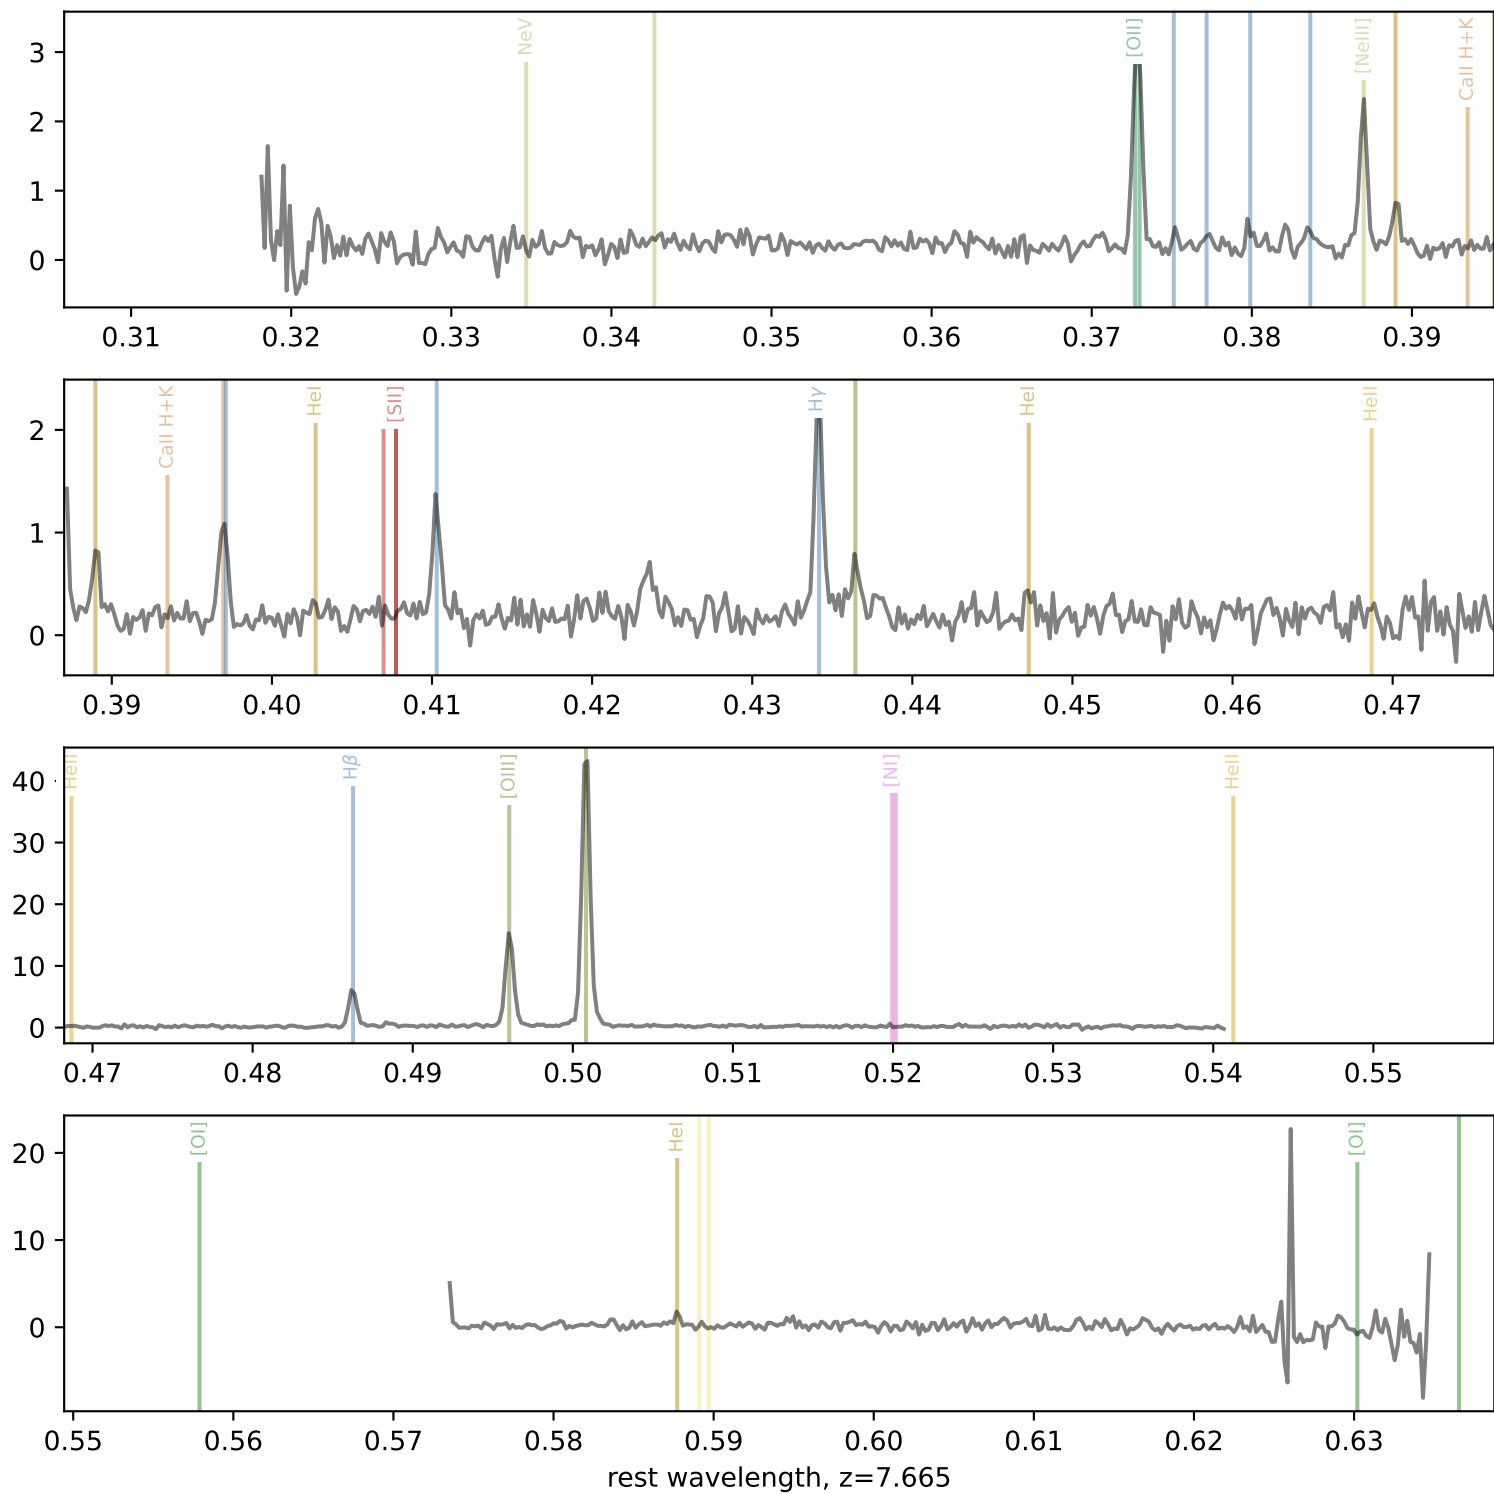 NeV
[OII]
[NeIII]
CaII H+K
3
2
1
0
0.31 0.32 0.33 0.34 0.35 0.36 0.37 0.38 0.39
CaII H+K
HeI
[SII]
Hγ
HeI
HeII
2
1
0
0.39 0.40 0.41 0.42 0.43 0.44 0.45 0.46 0.47
HeII
Hβ
[OIII]
[NI]
HeII
40
30
20
10
0
0.47 0.48 0.49 0.50 0.51 0.52 0.53 0.54 0.55
[OI]
HeI
[OI]
20
10
0
0.55 0.56 0.57 0.58 0.59 0.60 0.61 0.62 0.63
rest wavelength, z=7.665